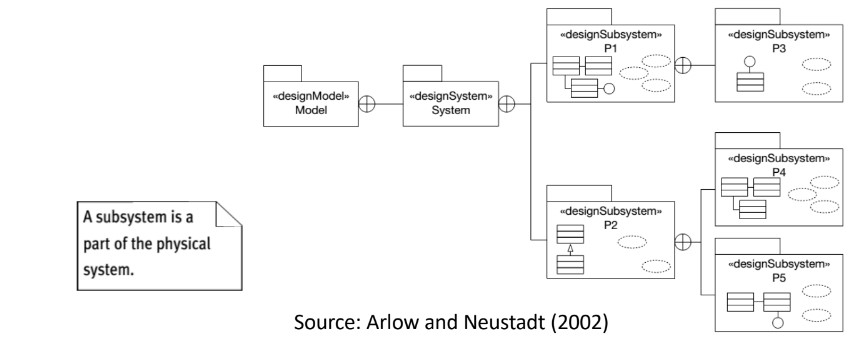 «designModel»
Model
«designSystem»
System
«designSubsystem»
P1
«designSubsystem»
P3
«designSubsystem»
P2
«designSubsystem»
P4
«designSubsystem»
P5
A subsystem is a
part of the physical
system.
Source: Arlow and Neustadt (2002)